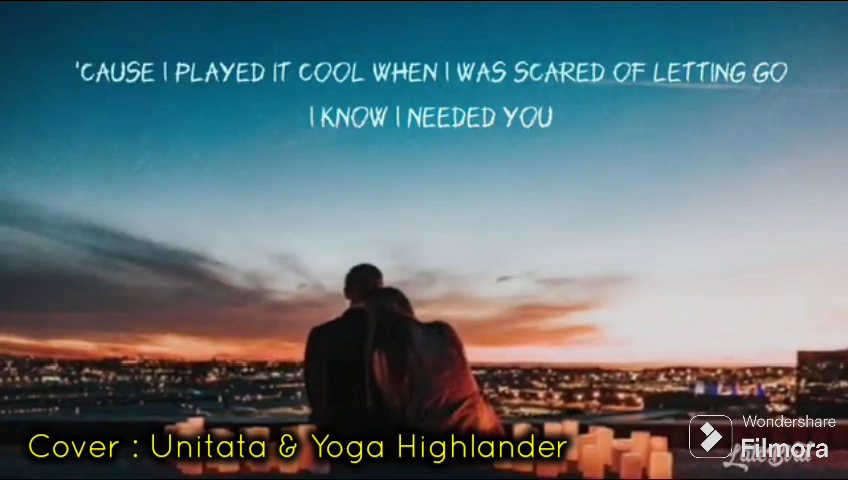 'CAUSE I PLAYED IT COOL WHEN I WAS SCARED OF LETTING GO
I KNOW I NEEDED YOU
Wondershare
Filmora
Cover : Unitata & Yoga Highlander